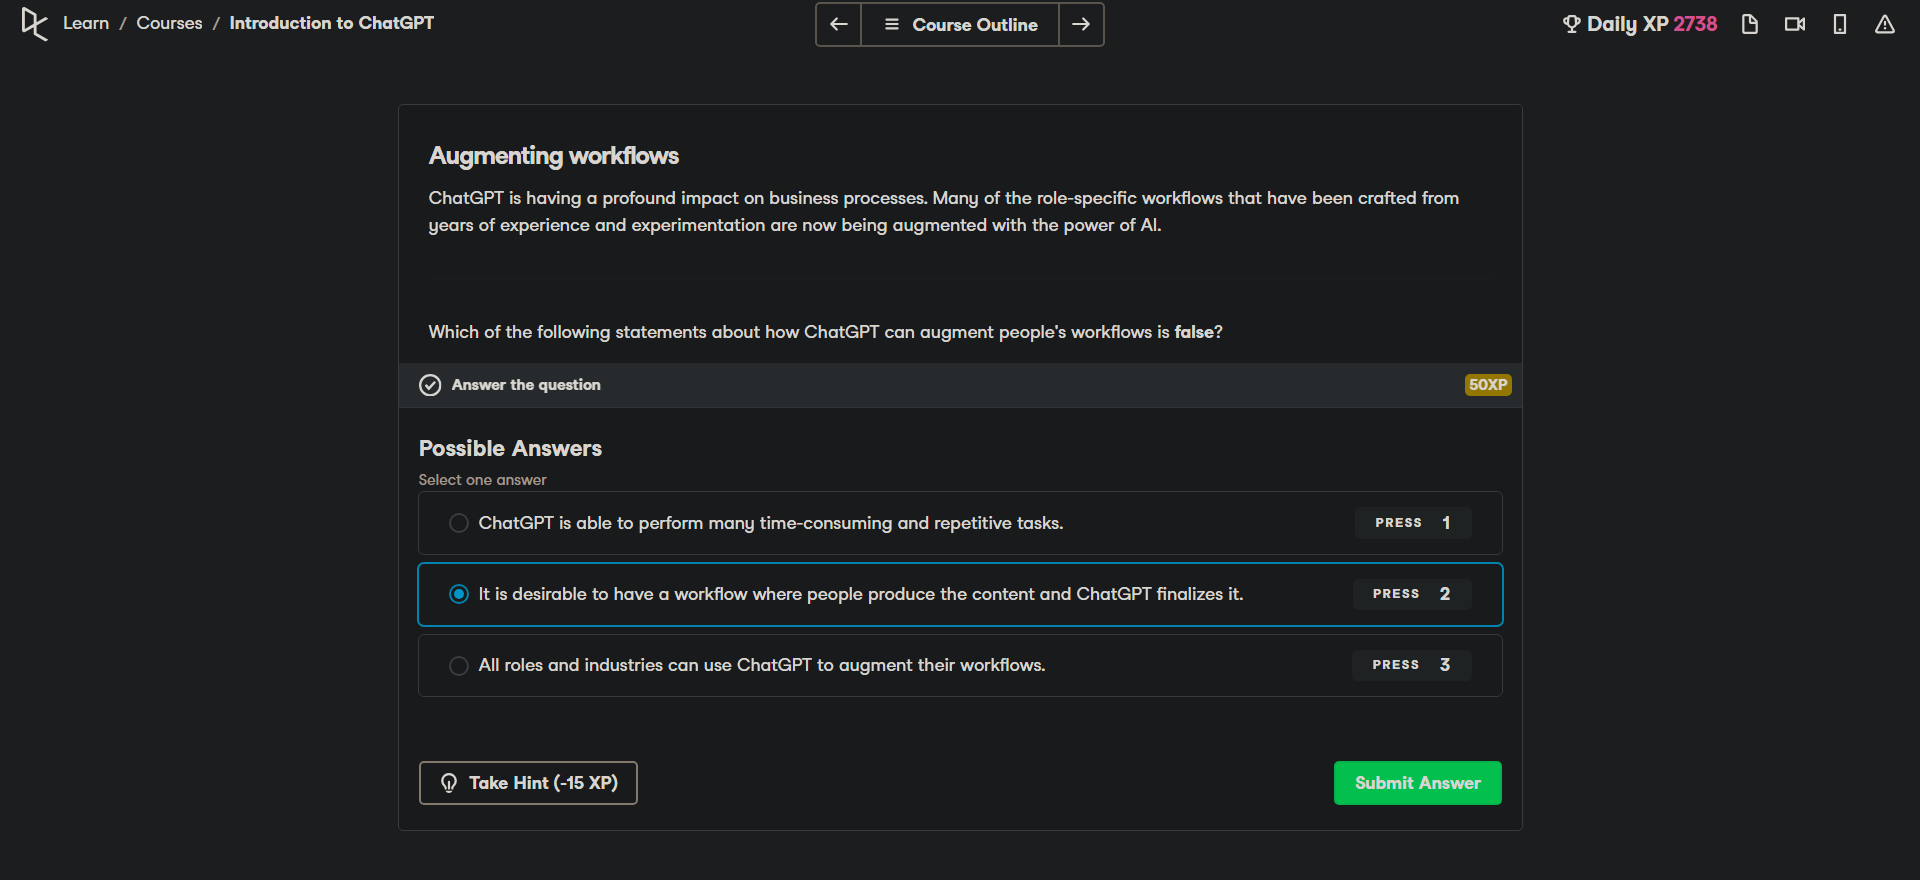 Learn / Courses / Introduction to ChatGPT
Course Outline
Daily XP 2738
Augmenting workflows
ChatGPT is having a profound impact on business processes. Many of the role-specific workflows that have been crafted from
years of experience and experimentation are now being augmented with the power of AI.
Which of the following statements about how ChatGPT can augment people's workflows is false?
Answer the question
50XP
Possible Answers
Select one answer
ChatGPT is able to perform many time-consuming and repetitive tasks.
PRESS 1
It is desirable to have a workflow where people produce the content and ChatGPT finalizes it.
PRESS 2
All roles and industries can use ChatGPT to augment their workflows.
PRESS 3
Take Hint (-15 XP)
Submit Answer